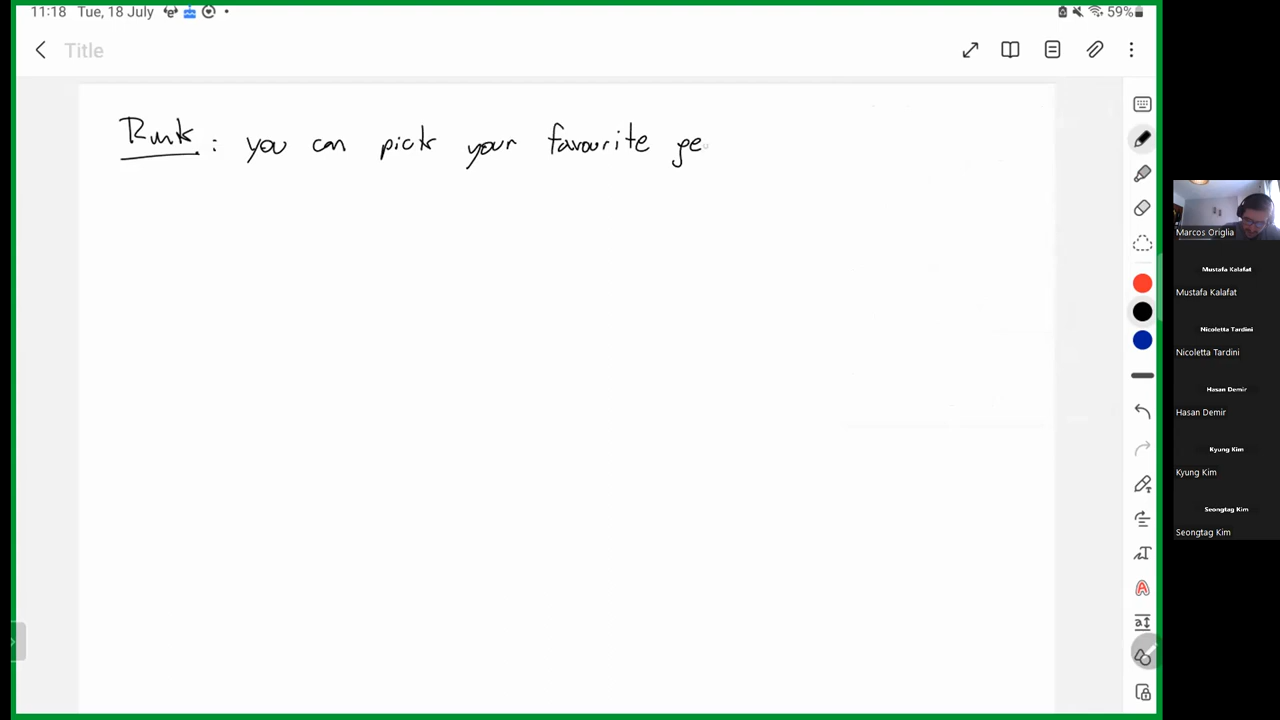 11:18 Tue, 18 July
59%
Title
Rmk: you can pick your favourite ge
Marcos Origlia
Mustafa Kalafat
Mustafa Kalafat
Nicoletta Tardini
Nicoletta Tardini
Hasan Demir
Hasan Demir
Kyung Kim
Kyung Kim
Seongtag Kim
Seongtag Kim